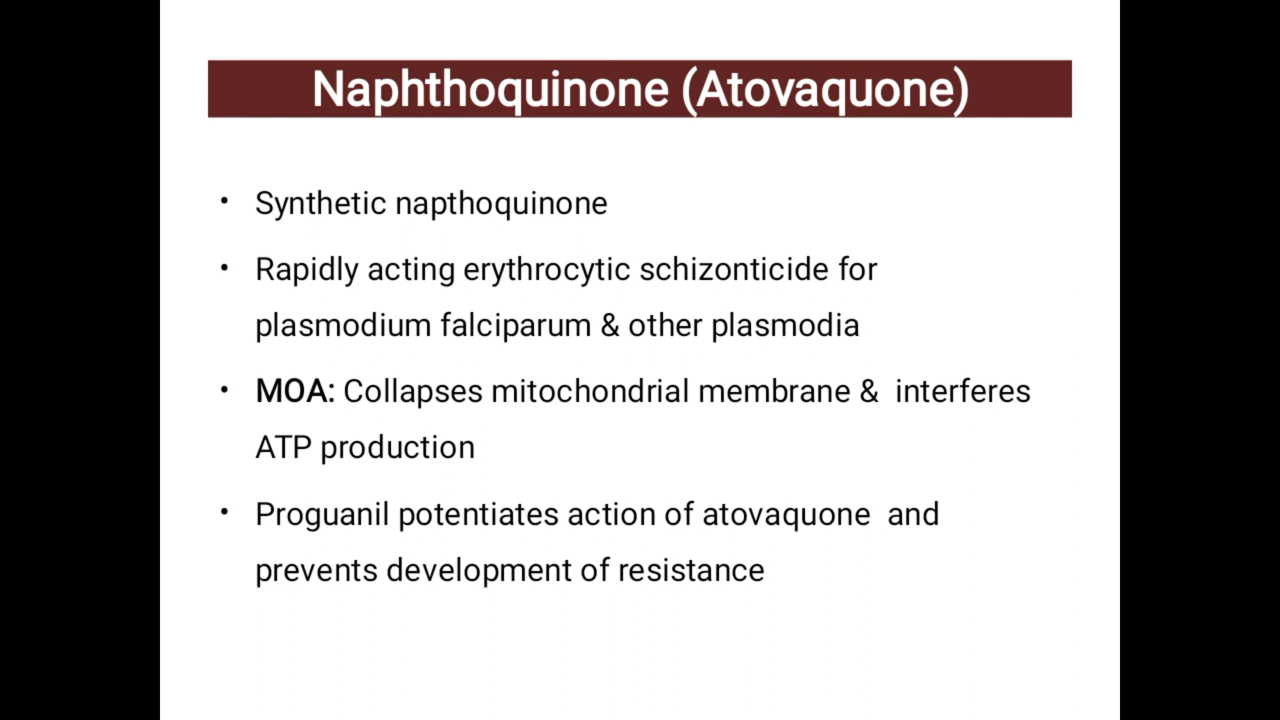 Naphthoquinone (Atovaquone)
• Synthetic napthoquinone
• Rapidly acting erythrocytic schizonticide for
plasmodium falciparum & other plasmodia
• MOA: Collapses mitochondrial membrane & interferes
ATP production
• Proguanil potentiates action of atovaquone and
prevents development of resistance